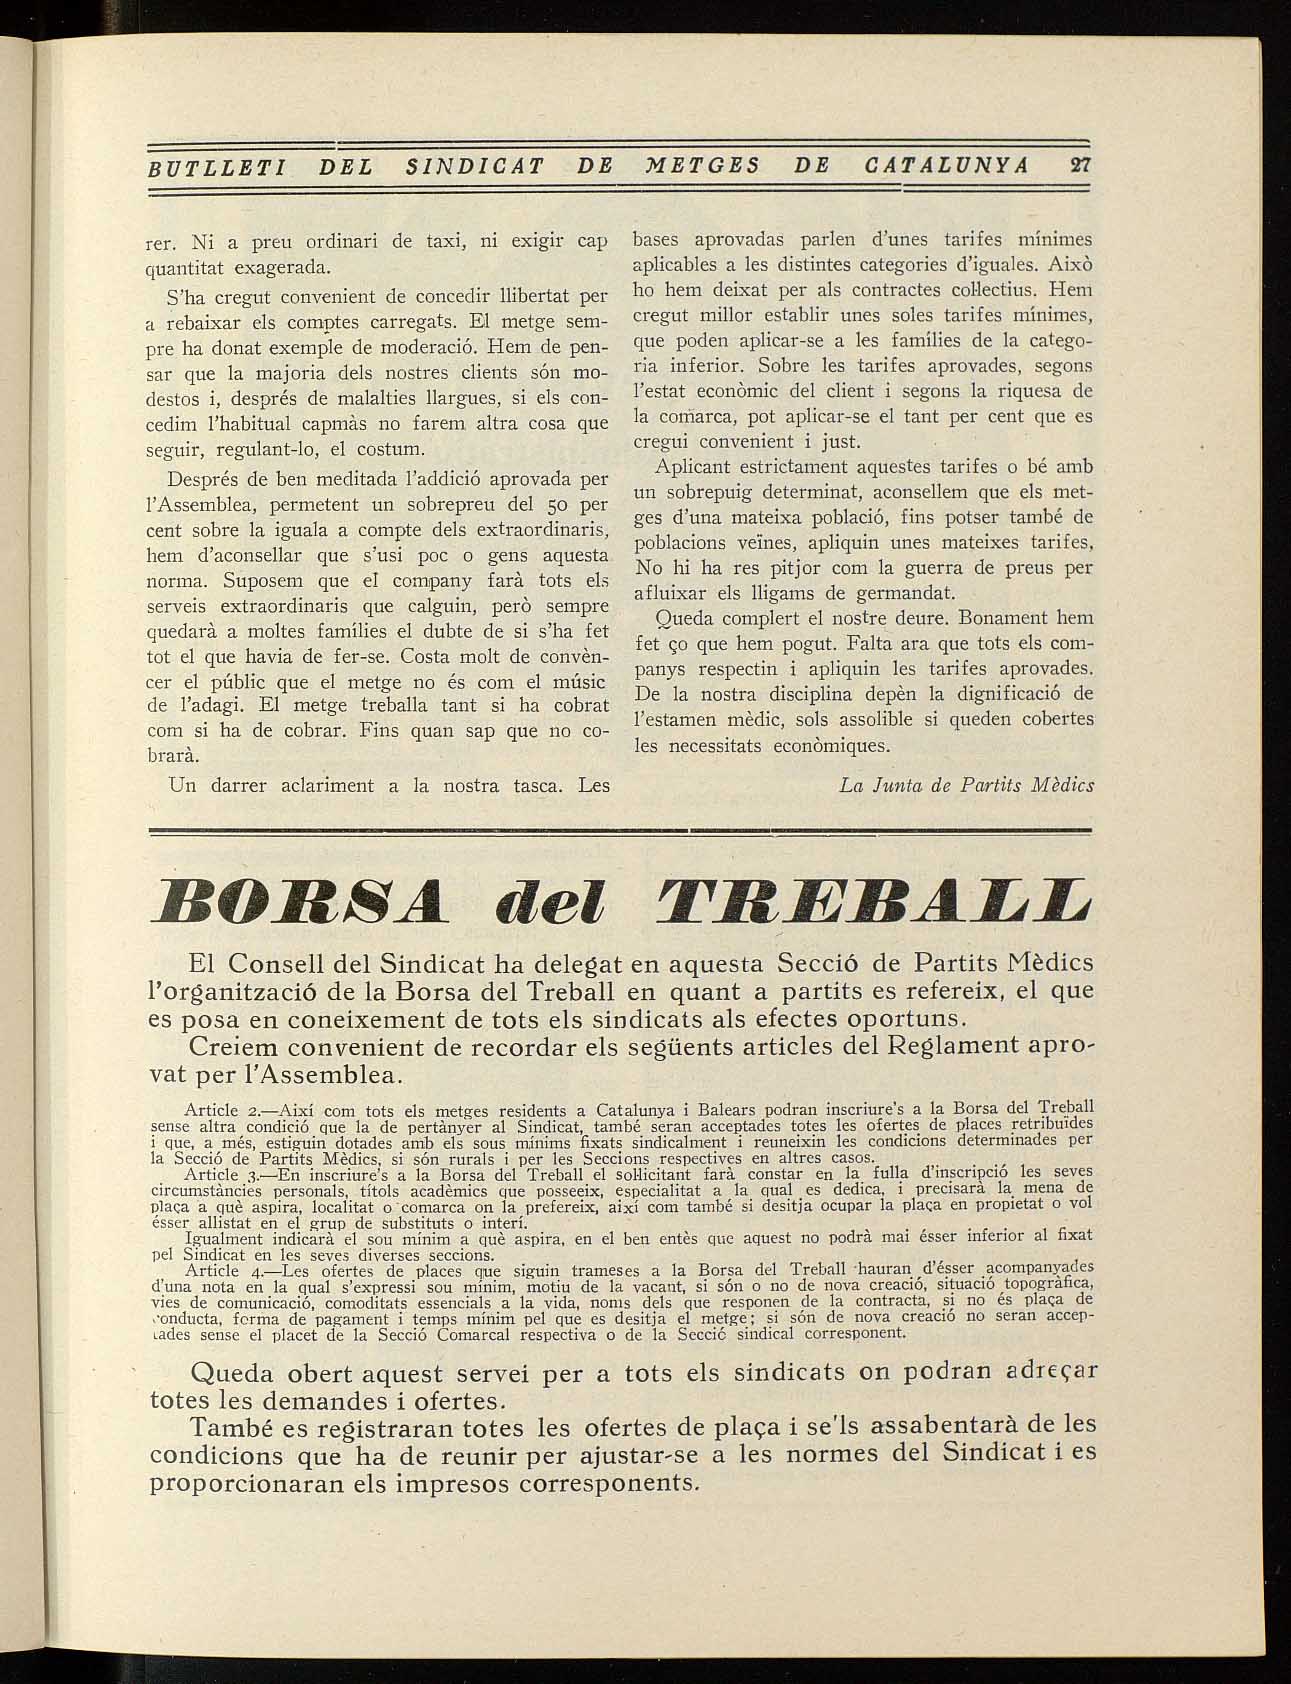 BUTLLETI DEL SINDICAT DE METGES DE CATALUNYA 27
rer. Ni a preu ordinari de taxi, ni exigir cap
quantitat exagerada.
S'ha cregut convenient de concedir llibertat per
a rebaixar els comptes carregats. El metge sem-
pre ha donat exemple de moderació. Hem de pen-
sar que la majoria dels nostres clients són mo-
destos i, després de malalties llargues, si els con-
cedim l'habitual capmàs no farem altra cosa que
seguir, regulant-lo, el costum.
Després de ben meditada l'addició aprovada per
l'Assemblea, permetent un sobrepreu del 50 per
cent sobre la iguala a compte dels extraordinaris,
hem d'aconsellar que s'usi poc o gens aquesta
norma. Suposem que el company farà tots els
serveis extraordinaris que calguin, però sempre
quedarà a moltes famílies el dubte de si s'ha fet
tot el que havia de fer-se. Costa molt de convèn-
cer el públic que el metge no és com el músic
de l'adagi. El metge treballa tant si ha cobrat
com si ha de cobrar. Fins quan sap que no co-
brarà.
Un darrer aclariment a la nostra tasca. Les
bases aprovadas parlen d'unes tarifes mínimes
aplicables a les distintes categories d'iguales. Això
ho hem deixat per als contractes col·lectius. Hem
cregut millor establir unes soles tarifes mínimes,
que poden aplicar-se a les famílies de la catego-
ria inferior. Sobre les tarifes aprovades, segons
l'estat econòmic del client i segons la riquesa de
la comarca, pot aplicar-se el tant per cent que es
cregui convenient i just.
Aplicant estrictament aquestes tarifes o bé amb
un sobrepuig determinat, aconsellem que els met-
ges d'una mateixa població, fins potser també de
poblacions veïnes, apliquin unes mateixes tarifes,
No hi ha res pitjor com la guerra de preus per
afluixar els lligams de germandat.
Queda complert el nostre deure. Bonament hem
fet ço que hem pogut. Falta ara que tots els com-
panys respectin i apliquin les tarifes aprovades.
De la nostra disciplina depèn la dignificació de
l'estamen mèdic, sols assolible si queden cobertes
les necessitats econòmiques.
La Junta de Partits Mèdics
BORSA del TREBALL
El Consell del Sindicat ha delegat en aquesta Secció de Partits Mèdics
l'organització de la Borsa del Treball en quant a partits es refereix, el que
es posa en coneixement de tots els sindicats als efectes oportuns.
Creiem convenient de recordar els següents articles del Reglament apro-
vat per l'Assemblea.
Article 2.—Així com tots els metges residents a Catalunya i Balears podran inscriure's a la Borsa del Treball
sense altra condició que la de pertànyer al Sindicat, també seran acceptades totes les ofertes de places retribuïdes
i que, a més, estiguin dotades amb els sous mínims fixats sindicalment i reuneixin les condicions determinades per
la Secció de Partits Mèdics, si són rurals i per les Seccions respectives en altres casos.
Article 3.—En inscriure's a la Borsa del Treball el sol·licitant farà constar en la fulla d'inscripció les seves
circumstàncies personals, títols acadèmics que posseeix, especialitat a la qual es dedica, i precisarà la mena de
plaça a què aspira, localitat o comarca on la prefereix, així com també si desitja ocupar la plaça en propietat o vol
ésser allistat en el grup de substituts o interí.
Igualment indicarà el sou mínim a què aspira, en el ben entès que aquest no podrà mai ésser inferior al fixat
pel Sindicat en les seves diverses seccions.
Article 4.—Les ofertes de places que siguin trameses a la Borsa del Treball hauran d'ésser acompanyades
d'una nota en la qual s'expressi sou mínim, motiu de la vacant, si són o no de nova creació, situació topogràfica,
vies de comunicació, comoditats essencials a la vida, noms dels que responen de la contracta, si no és plaça de
conducta, forma de pagament i temps mínim pel que es desitja el metge; si són de nova creació no seran accep-
tades sense el placet de la Secció Comarcal respectiva o de la Secció sindical corresponent.
Queda obert aquest servei per a tots els sindicats on podran adreçar
totes les demandes i ofertes.
També es registraran totes les ofertes de plaça i se'ls assabentarà de les
condicions que ha de reunir per ajustar-se a les normes del Sindicat i es
proporcionaran els impresos corresponents.